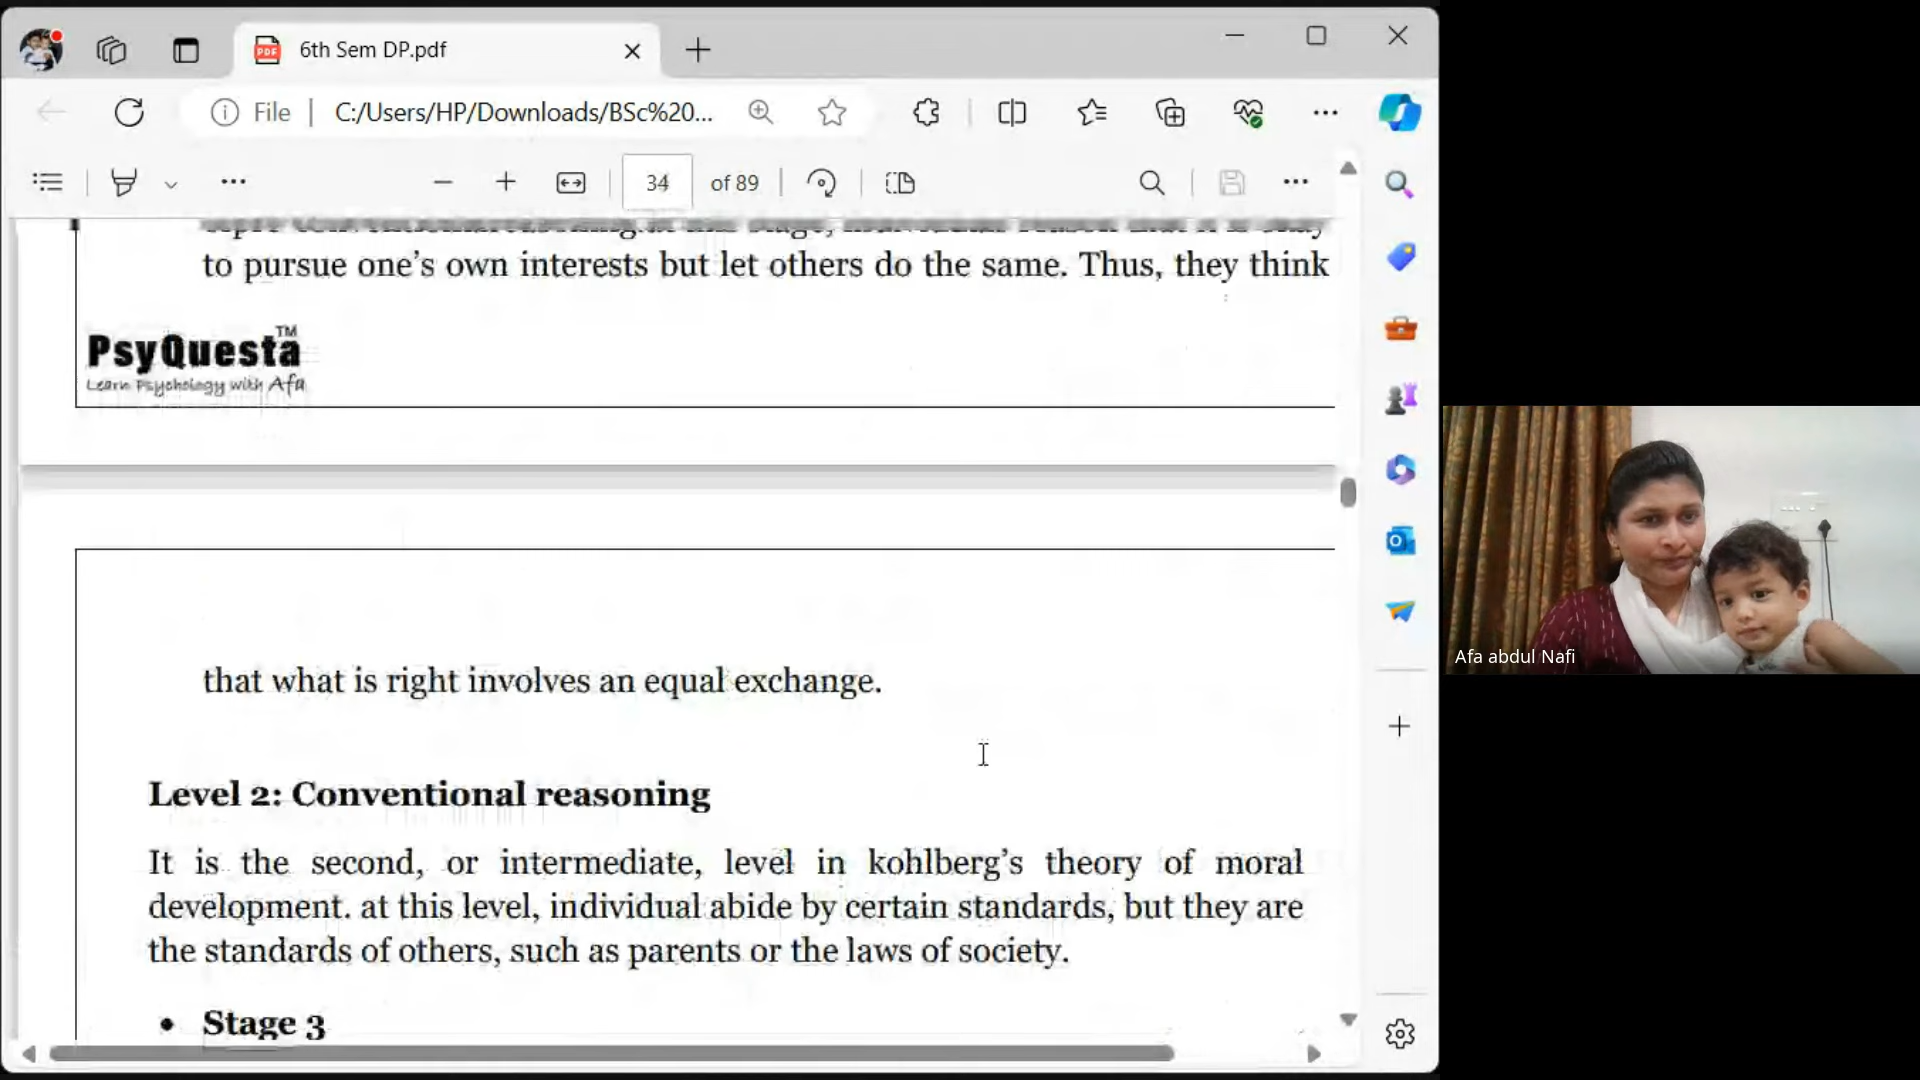 6th Sem DP.pdf
File
C:/Users/HP/Downloads/BSc%20...
34 of 89
to pursue one’s own interests but let others do the same. Thus, they think
PsyQuesta™
Learn Psychology with Afa
that what is right involves an equal exchange.
Level 2: Conventional reasoning
It is the second, or intermediate, level in kohlberg’s theory of moral
development. at this level, individual abide by certain standards, but they are
the standards of others, such as parents or the laws of society.
• Stage 3
Afa abdul Nafi